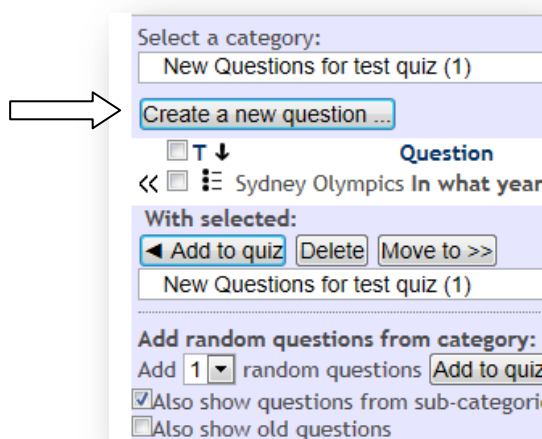 Select a category:
New Questions for test quiz (1)
Create a new question ...
T Question
Sydney Olympics In what year
With selected:
◄ Add to quiz Delete Move to >>
New Questions for test quiz (1)
Add random questions from category:
Add 1 random questions Add to quiz
Also show questions from sub-categori
Also show old questions